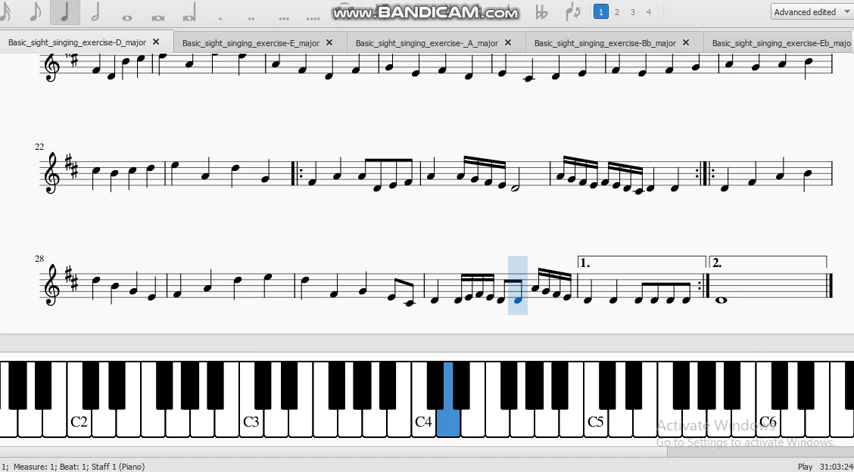 www.BANDICAM.com
1 2 3 4
Advanced edited
Basic_sight_singing_exercise-D_major ✕ Basic_sight_singing_exercise-E_major ✕ Basic_sight_singing_exercise-_A_major ✕ Basic_sight_singing_exercise-Bb_major ✕ Basic_sight_singing_exercise-Eb_majo
22
28
1. 2.
C2 C3 C4 C5 C6
Activate Windows
Go to Settings to activate Windows.
1; Measure: 1; Beat: 1; Staff 1 (Piano) Play 31:03:24